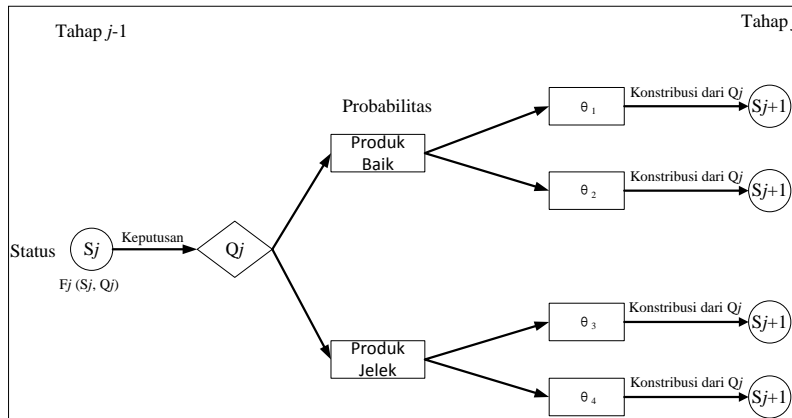 Tahap j-1
Tahap j
Probabilitas
Produk
Baik
θ 1
Konstribusi dari Qj
Sj+1
θ 2
Konstribusi dari Qj
Sj+1
Status
Sj
Keputusan
Qj
Fj (Sj, Qj)
Produk
Jelek
θ 3
Konstribusi dari Qj
Sj+1
θ 4
Konstribusi dari Qj
Sj+1